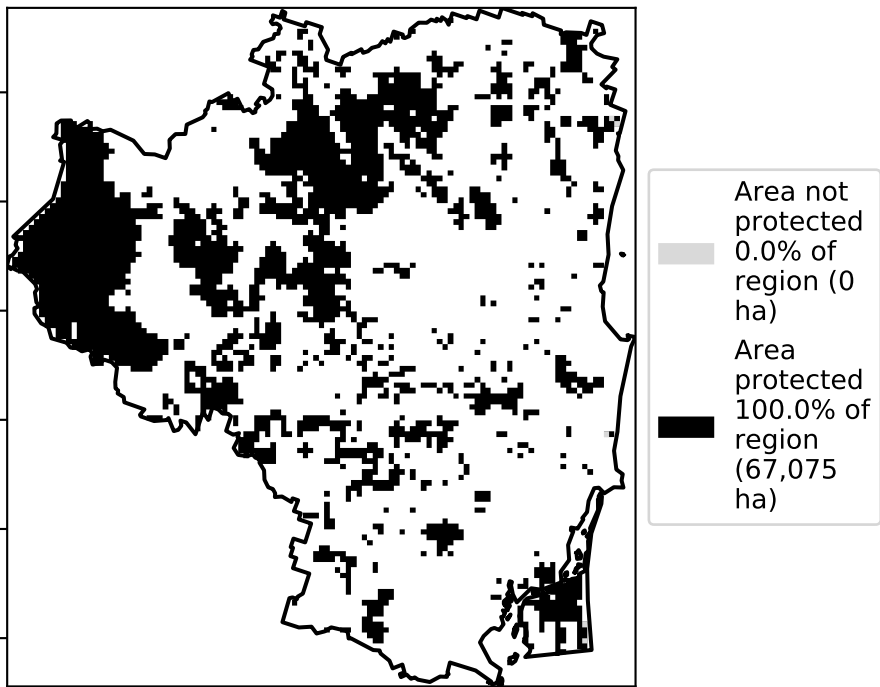 Area not
protected
0.0% of
region (0
ha)
Area
protected
100.0% of
region
(67,075
ha)